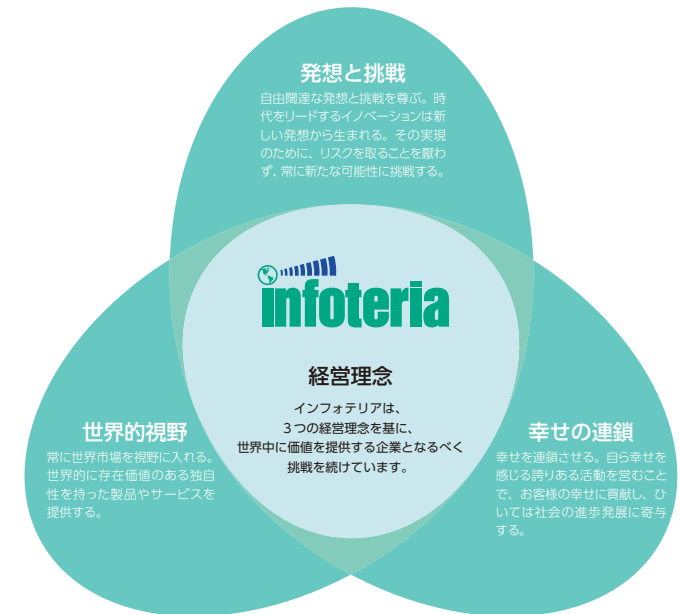 発想と挑戦
自由闊達な発想と挑戦を尊ぶ。時
代をリードするイノベーションは新
しい発想から生まれる。その実現
のために、リスクを取ることを厭わ
ず、常に新たな可能性に挑戦する。
infoteria
経営理念
インフォテリアは、
3つの経営理念を基に、
世界中に価値を提供する企業となるべく
挑戦を続けています。
世界的視野
常に世界市場を視野に入れる。
世界的に存在価値のある独自
性を持った製品やサービスを
提供する。
幸せの連鎖
幸せを連鎖させる。自ら幸せを
感じる誇りある活動を営むこと
で、お客様の幸せに貢献し、ひ
いては社会の進歩発展に寄与
する。